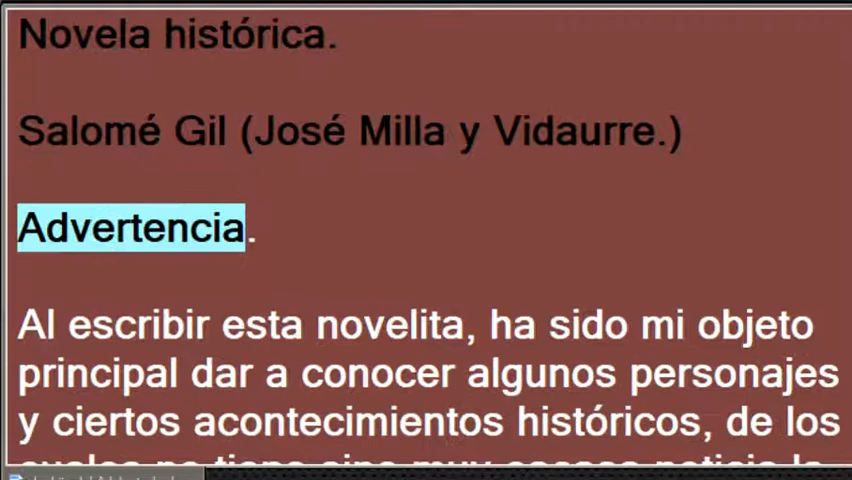 Novela histórica.
Salomé Gil (José Milla y Vidaurre.)
Advertencia.
Al escribir esta novelita, ha sido mi objeto
principal dar a conocer algunos personajes
y ciertos acontecimientos históricos, de los